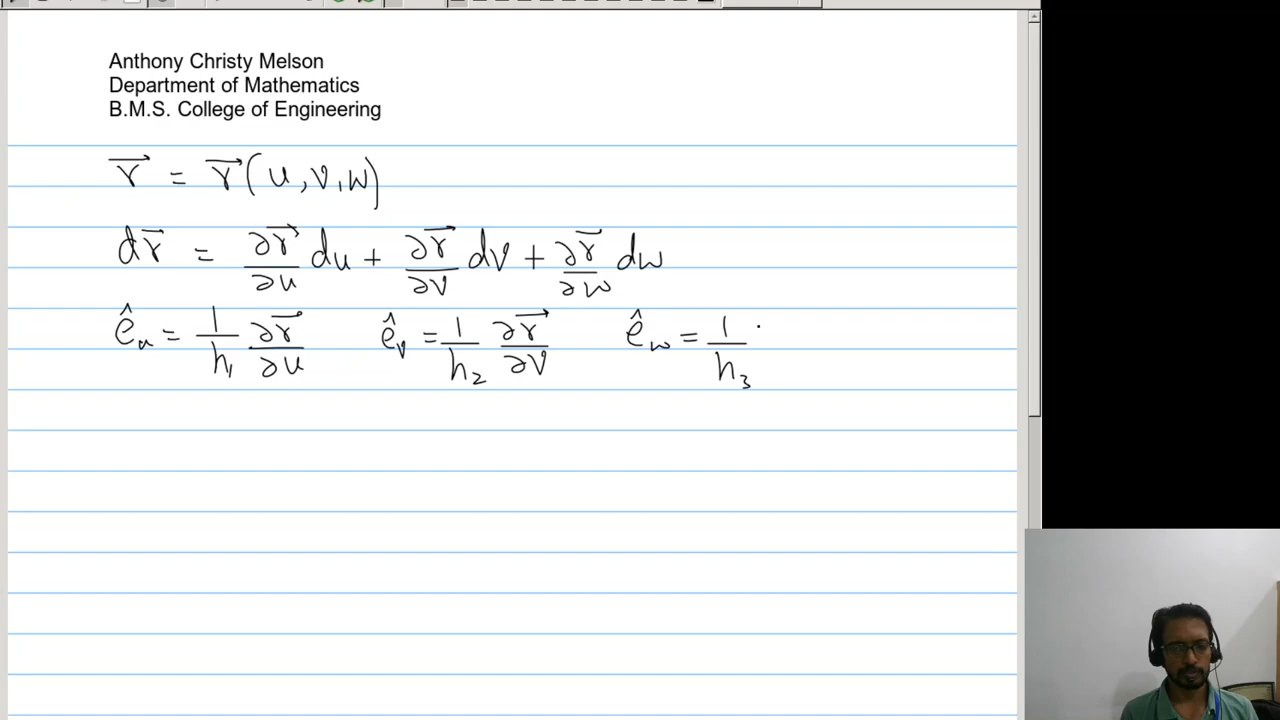 Anthony Christy Melson
Department of Mathematics
B.M.S. College of Engineering
r⃗ = r⃗(u,v,w)
dr⃗ = ∂r⃗/∂u du + ∂r⃗/∂v dv + ∂r⃗/∂w dw
ê_u = 1/h₁ ∂r⃗/∂u ê_v = 1/h₂ ∂r⃗/∂v ê_w = 1/h₃